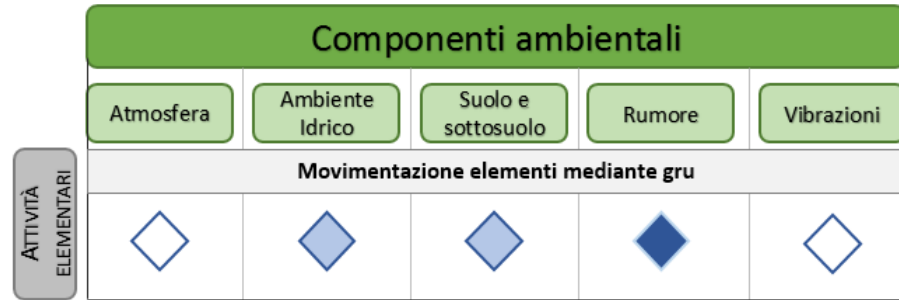 Componenti ambientali
Atmosfera
Ambiente
Idrico
Suolo e
sottosuolo
Rumore
Vibrazioni
Movimentazione elementi mediante gru
ATTIVITÀ
ELEMENTARI